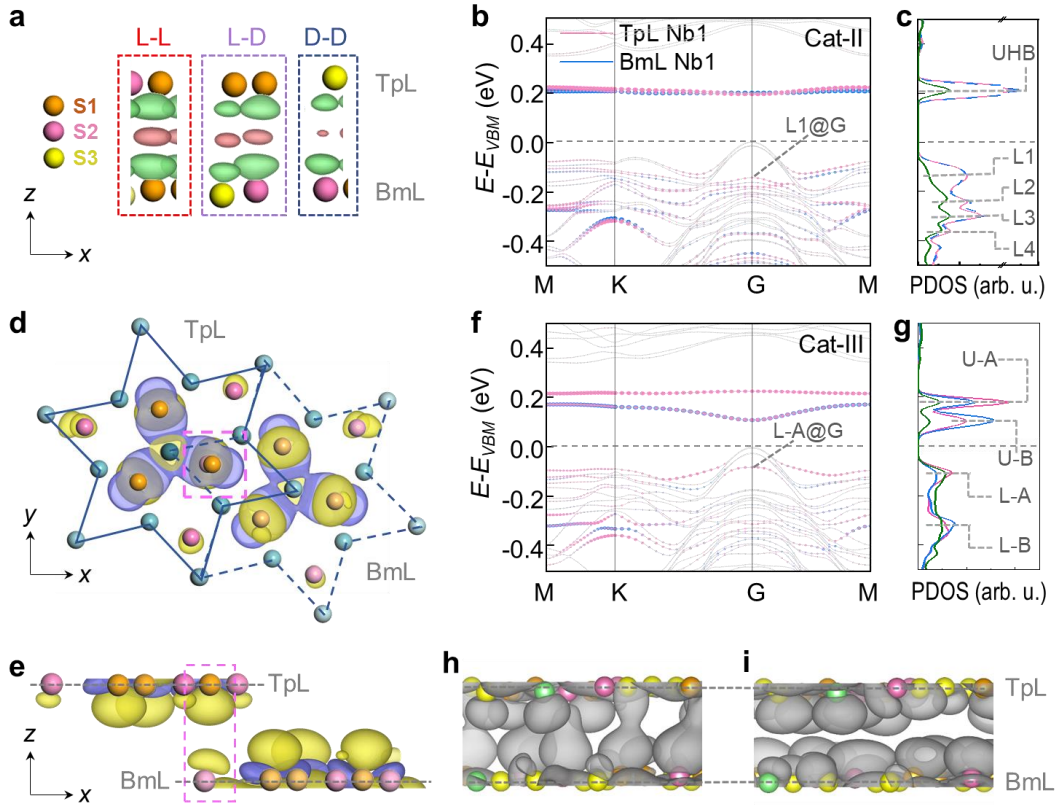 a
L-L
L-D
D-D
TpL
S1
S2
S3
BmL
z
x
b
TpL Nb1
BmL Nb1
Cat-II
L1@G
E-E_VBM (eV)
0.4
0.2
0.0
-0.2
-0.4
M
K
G
M
c
UHB
L1
L2
L3
L4
PDOS (arb. u.)
d
TpL
BmL
y
x
f
Cat-III
L-A@G
E-E_VBM (eV)
0.4
0.2
0.0
-0.2
-0.4
M
K
G
M
g
U-A
U-B
L-A
L-B
PDOS (arb. u.)
e
TpL
BmL
z
x
h
i
TpL
BmL